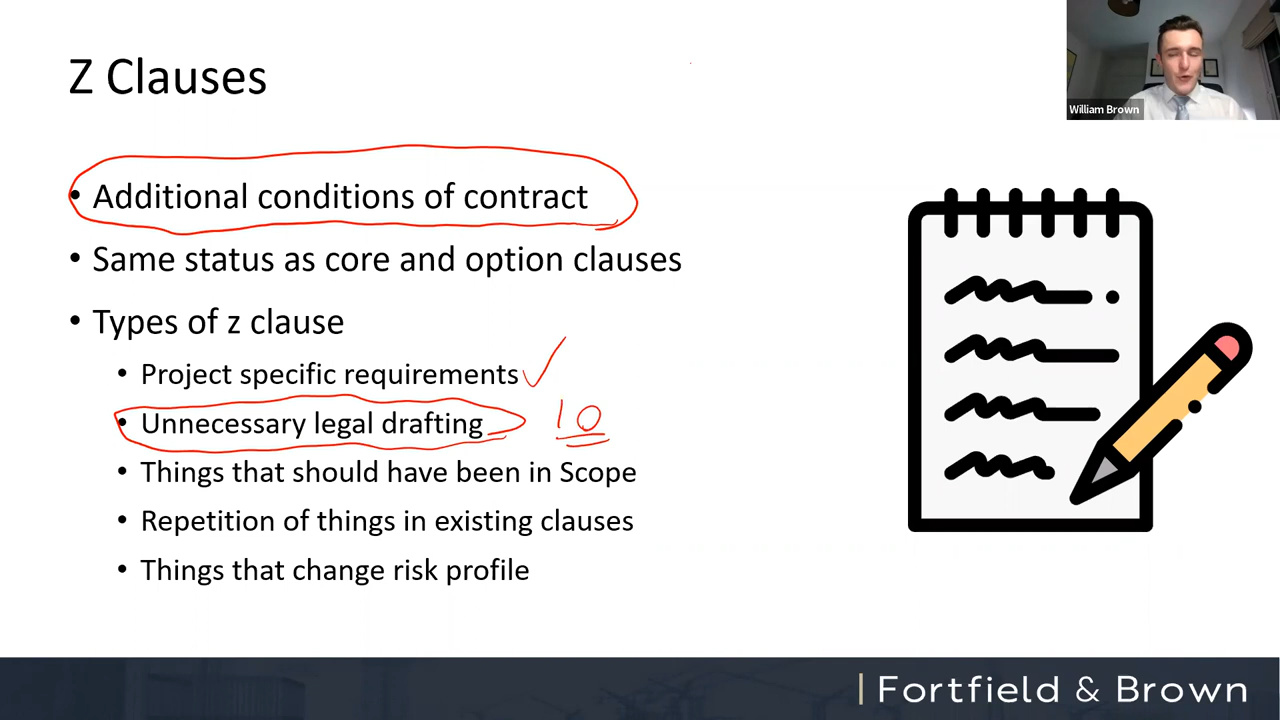 Z Clauses
William Brown
• Additional conditions of contract
• Same status as core and option clauses
• Types of z clause
• Project specific requirements
• Unnecessary legal drafting 10
• Things that should have been in Scope
• Repetition of things in existing clauses
• Things that change risk profile
| Fortfield & Brown